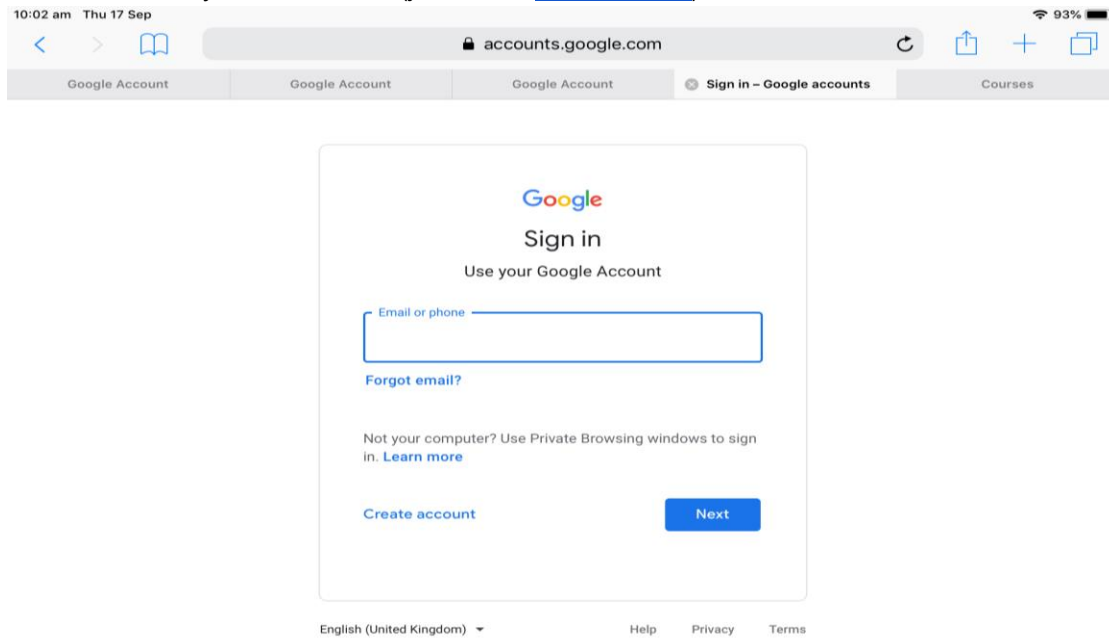 10:02 am Thu 17 Sep 93%
accounts.google.com
Google Account Google Account Google Account Sign in – Google accounts Courses
Google
Sign in
Use your Google Account
Email or phone
Forgot email?
Not your computer? Use Private Browsing windows to sign
in. Learn more
Create account Next
English (United Kingdom) Help Privacy Terms